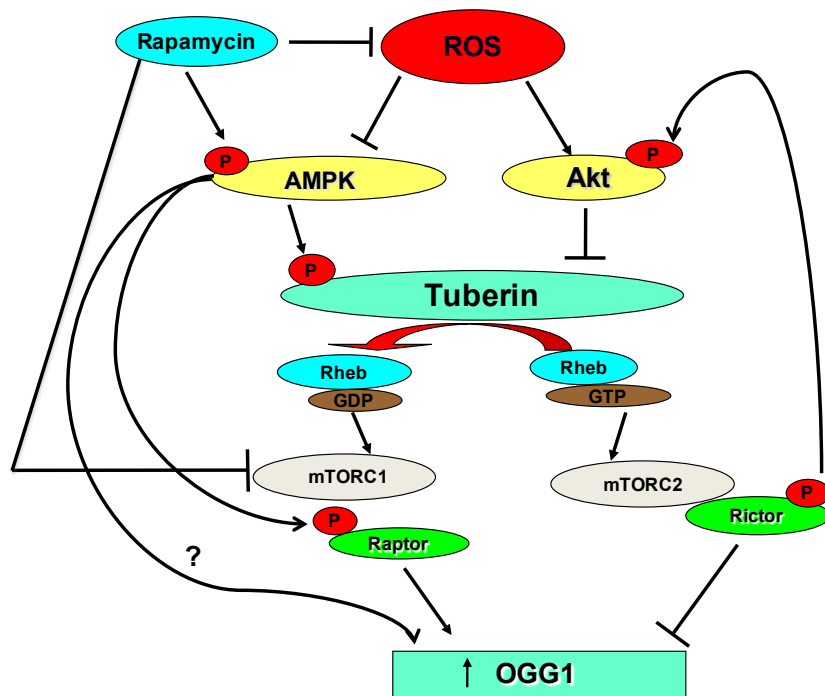 Rapamycin
ROS
P
AMPK
P
Akt
P
Tuberin
Rheb
GDP
Rheb
GTP
mTORC1
mTORC2
P
Rictor
P
Raptor
?
↑ OGG1